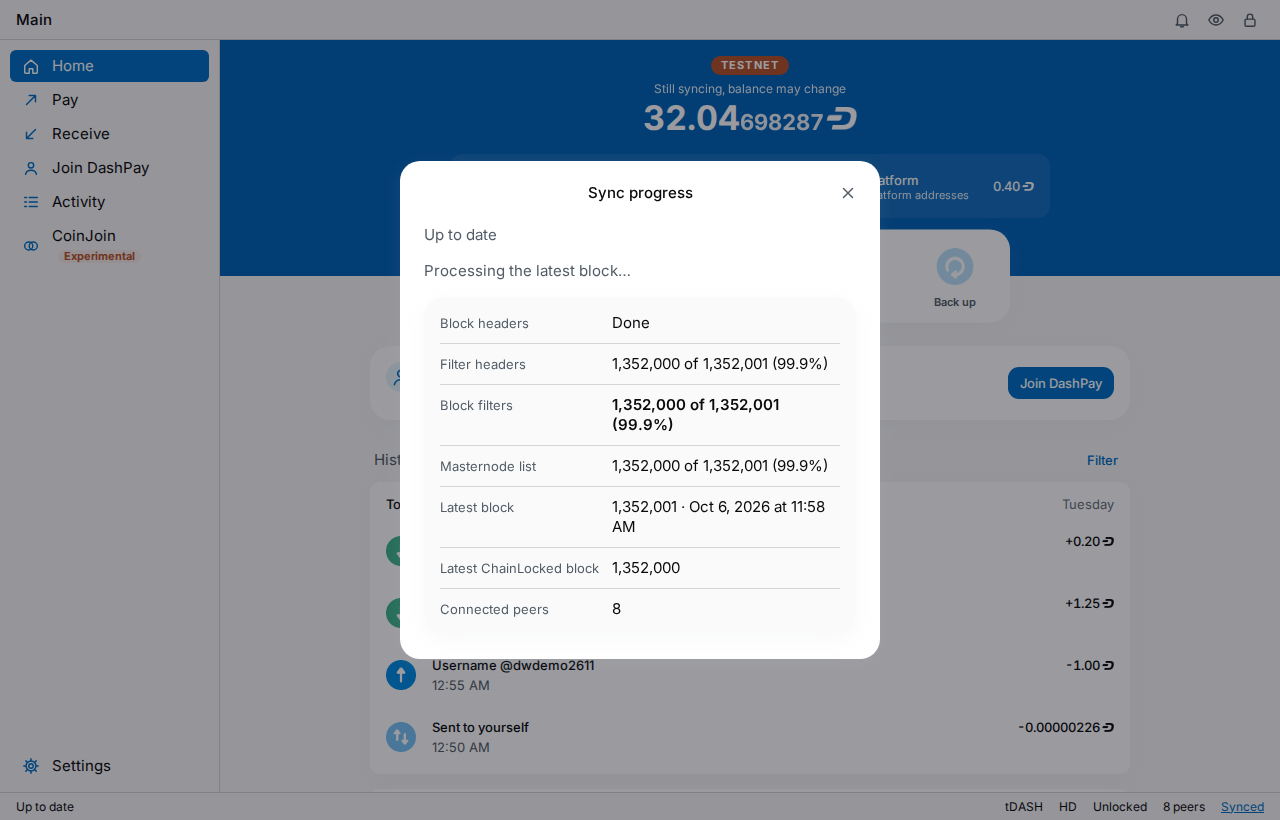 Main
Home
Pay
Receive
Join DashPay
Activity
CoinJoin
Experimental
Settings
TESTNET
Still syncing, balance may change
32.04698287
0.40
Back up
Join DashPay
Filter
Tuesday
+0.20
+1.25
Username @dwdemo2611
-1.00
12:55 AM
Sent to yourself
-0.00000226
12:50 AM
Sync progress
Up to date
Processing the latest block…
Block headers Done
Filter headers 1,352,000 of 1,352,001 (99.9%)
Block filters 1,352,000 of 1,352,001
(99.9%)
Masternode list 1,352,000 of 1,352,001 (99.9%)
Latest block 1,352,001 · Oct 6, 2026 at 11:58
AM
Latest ChainLocked block 1,352,000
Connected peers 8
Up to date
tDASH HD Unlocked 8 peers Synced